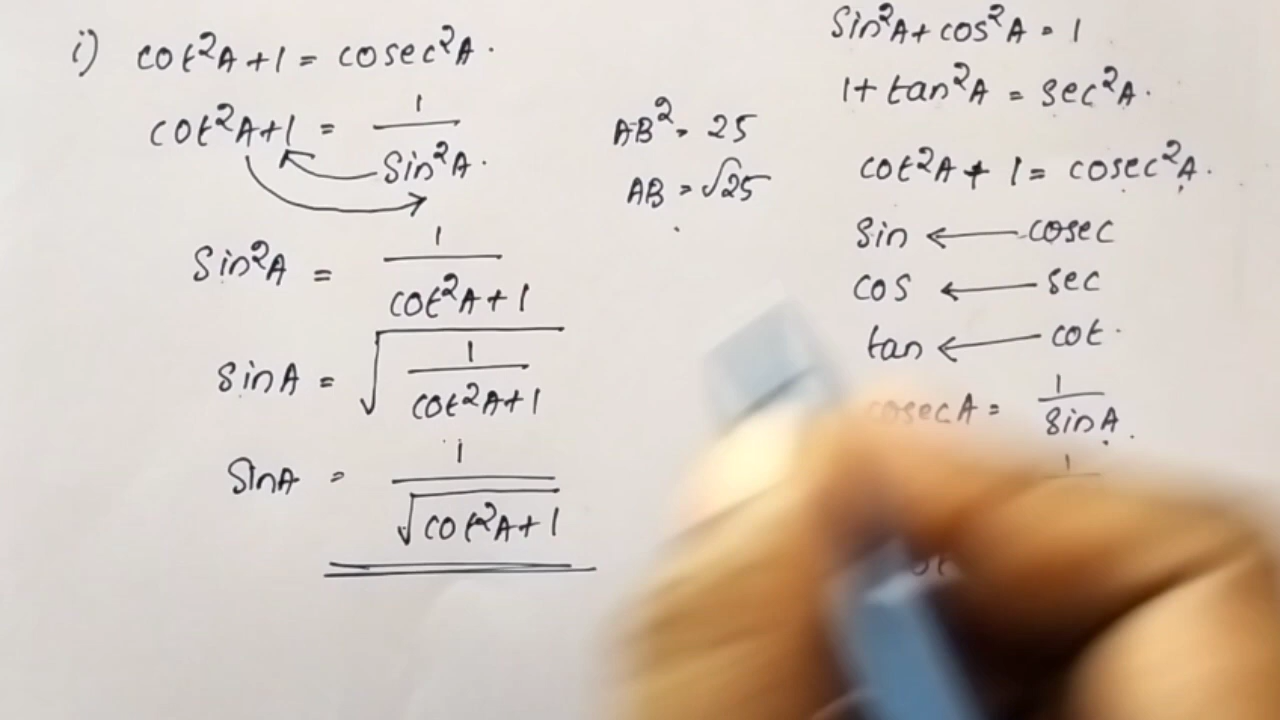 i) cot²A + 1 = cosec²A.
cot²A + 1 = 1 / Sin²A.
Sin²A = 1 / cot²A + 1
sinA = √(1 / cot²A + 1)
SinA = 1 / √(cot²A + 1)
AB² = 25
AB = √25
Sin²A + cos²A = 1
1 + tan²A = sec²A.
cot²A + 1 = cosec²A.
sin ← cosec
cos ← sec
tan ← cot.
cosecA = 1 / sinA.
1